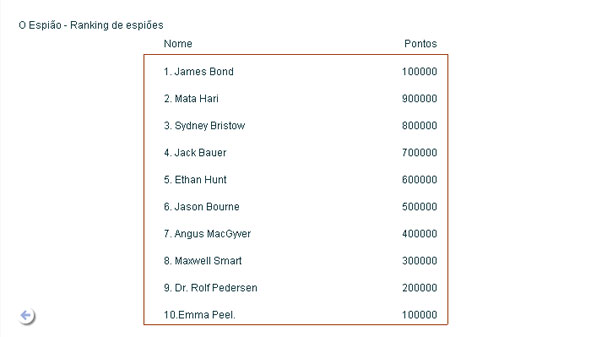 O Espião - Ranking de espiões
Nome Pontos
1. James Bond 100000
2. Mata Hari 900000
3. Sydney Bristow 800000
4. Jack Bauer 700000
5. Ethan Hunt 600000
6. Jason Bourne 500000
7. Angus MacGyver 400000
8. Maxwell Smart 300000
9. Dr. Rolf Pedersen 200000
10.Emma Peel. 100000